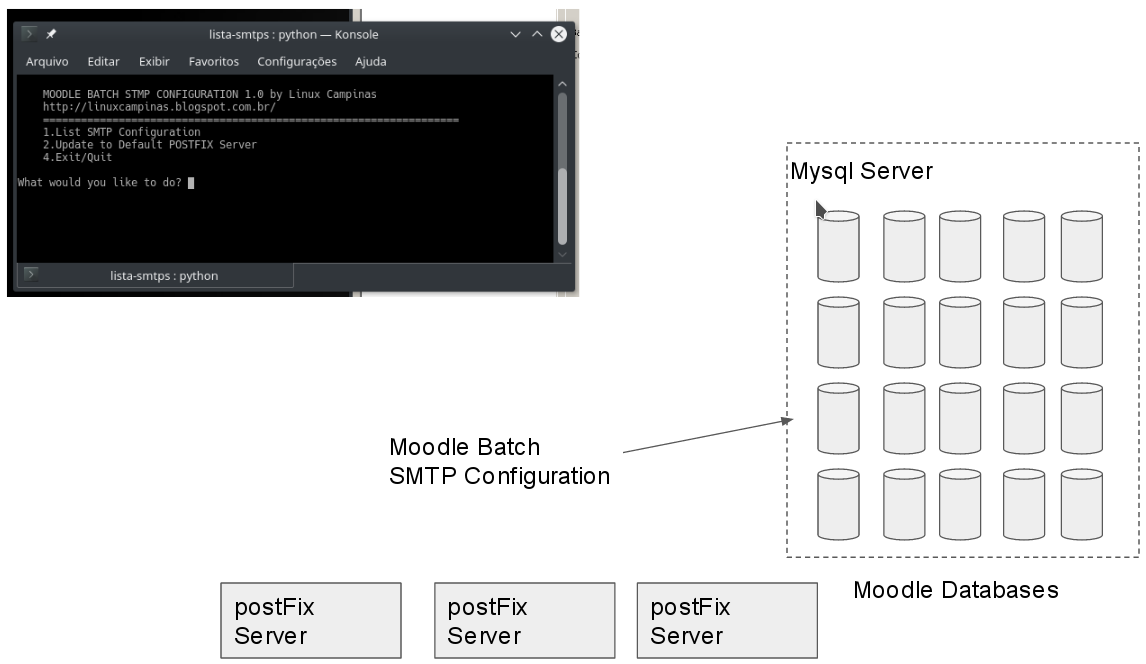 lista-smtps : python — Konsole
Arquivo Editar Exibir Favoritos Configurações Ajuda
MOODLE BATCH STMP CONFIGURATION 1.0 by Linux Campinas
http://linuxcampinas.blogspot.com.br/
==================================================================
1.List SMTP Configuration
2.Update to Default POSTFIX Server
4.Exit/Quit
What would you like to do?
lista-smtps : python
Mysql Server
Moodle Batch
SMTP Configuration
Moodle Databases
postFix
Server
postFix
Server
postFix
Server